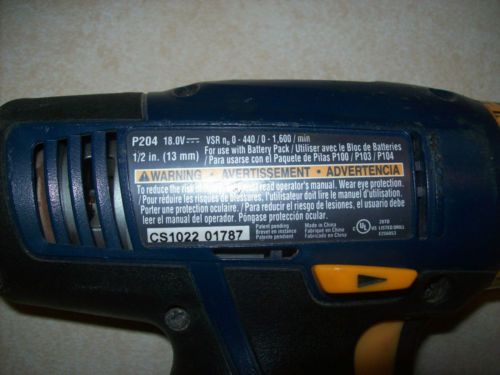 P204 18.0V⎓ VSR n₀ 0 - 440 / 0 - 1,600 / min
1/2 in. (13 mm) For use with Battery Pack / Utiliser avec le Bloc de Batteries
/ Para usarse con el Paquete de Pilas P100 / P103 / P104
WARNING • AVERTISSEMENT • ADVERTENCIA
To reduce the risk of must read operator's manual. Wear eye protection.
/ Pour réduire les risques de blessures, l'utilisateur doit lire le manuel d'utilisation.
Porter une protection oculaire. / Para reducir el riesgo de lesiones, el usuario debe
leer el manual del operador. Póngase protección ocular.
CS1022 01787
Patent pending Made in China
Brevet en instance Fabriqué en Chine
Patente pendiente Fabricado en China
C UL US 287D
LISTED DRILL
E256053